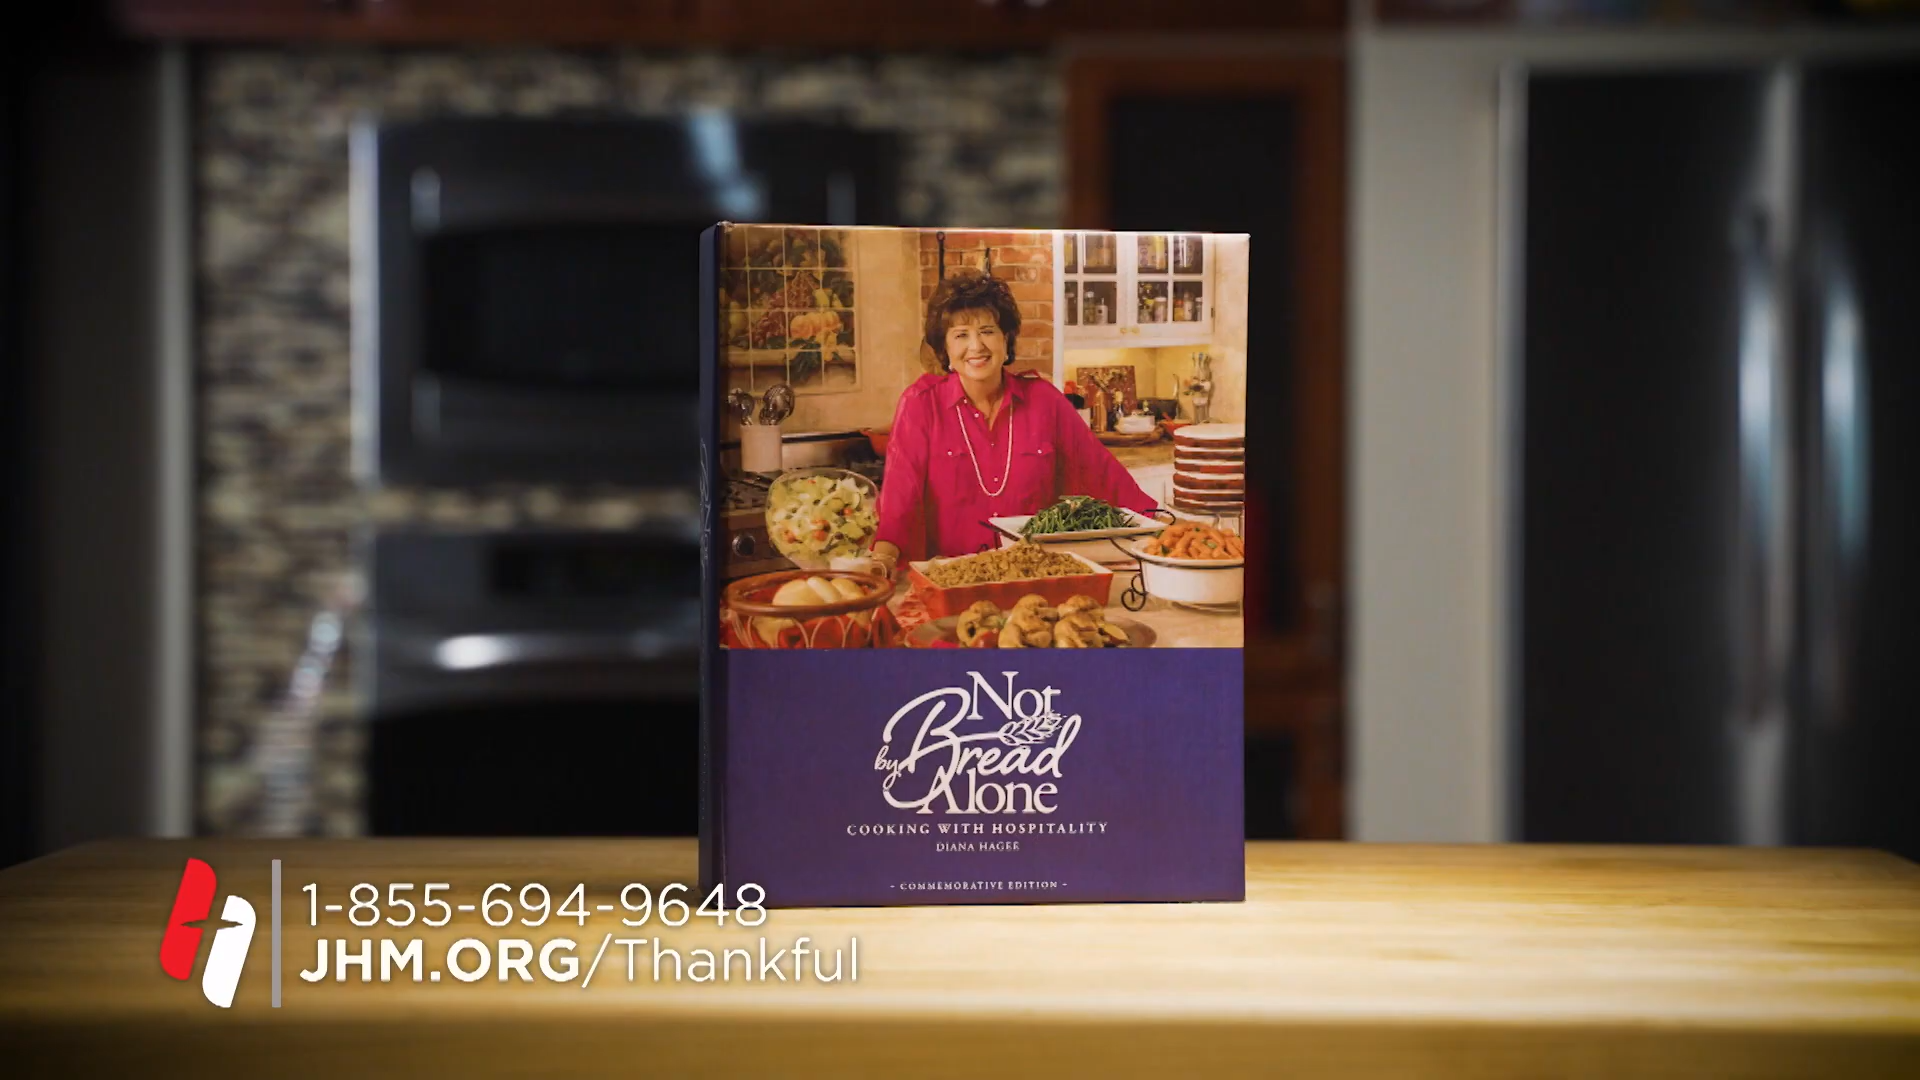 Not
by Bread
Alone
COOKING WITH HOSPITALITY
DIANA HAGEE
- COMMEMORATIVE EDITION -
1-855-694-9648
JHM.ORG/Thankful